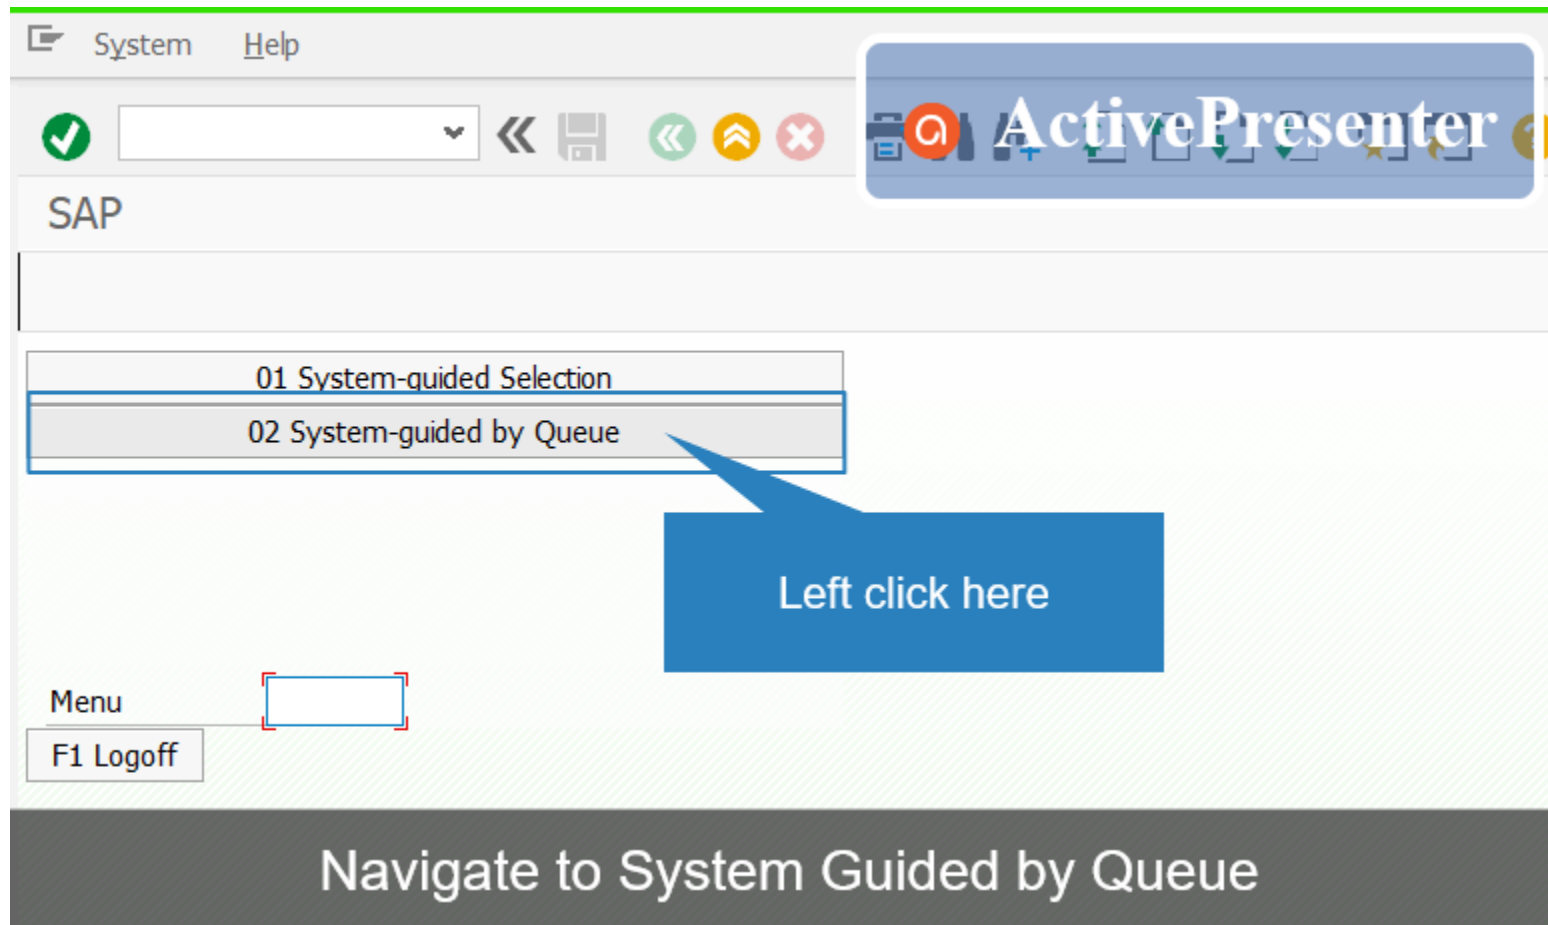 System Help
ActivePresenter
SAP
01 System-guided Selection
02 System-guided by Queue
Left click here
Menu
F1 Logoff
Navigate to System Guided by Queue